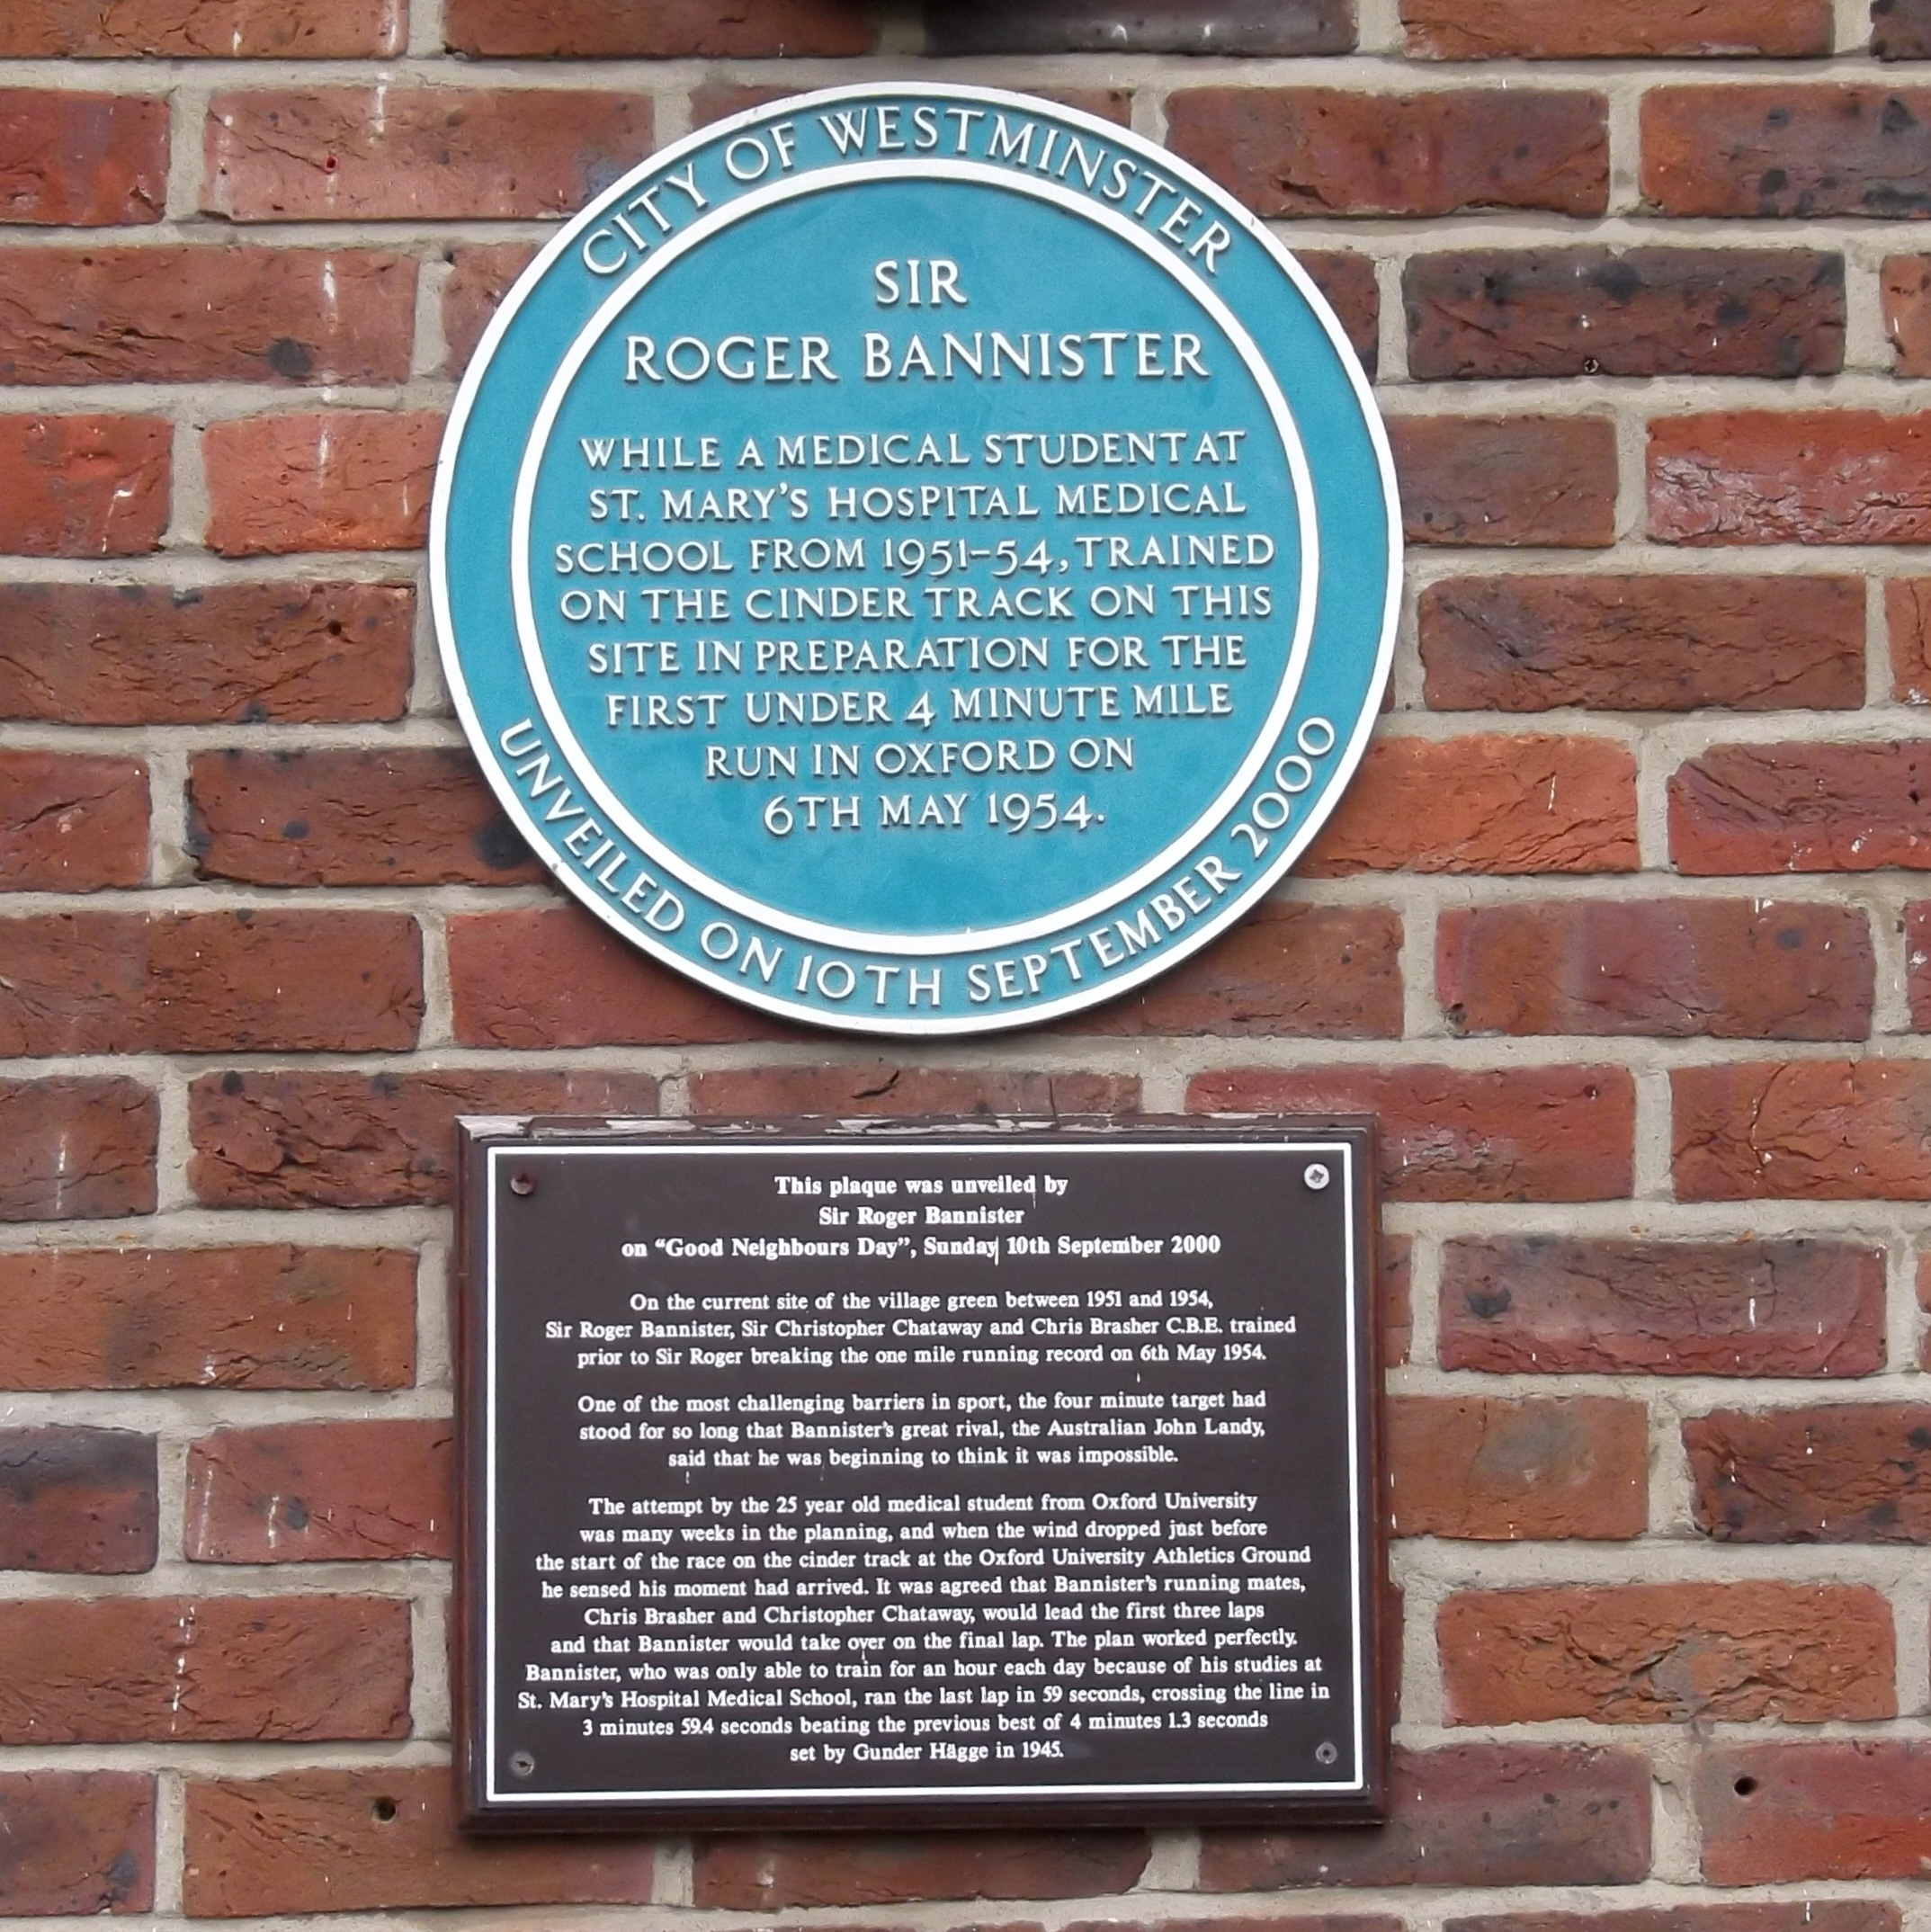 CITY OF WESTMINSTER
SIR
ROGER BANNISTER
WHILE A MEDICAL STUDENT AT
ST. MARY'S HOSPITAL MEDICAL
SCHOOL FROM 1951-54, TRAINED
ON THE CINDER TRACK ON THIS
SITE IN PREPARATION FOR THE
FIRST UNDER 4 MINUTE MILE
RUN IN OXFORD ON
6TH MAY 1954.
UNVEILED ON 10TH SEPTEMBER 2000
This plaque was unveiled by
Sir Roger Bannister
on “Good Neighbours Day”, Sunday 10th September 2000
On the current site of the village green between 1951 and 1954,
Sir Roger Bannister, Sir Christopher Chataway and Chris Brasher C.B.E. trained
prior to Sir Roger breaking the one mile running record on 6th May 1954.
One of the most challenging barriers in sport, the four minute target had
stood for so long that Bannister's great rival, the Australian John Landy,
said that he was beginning to think it was impossible.
The attempt by the 25 year old medical student from Oxford University
was many weeks in the planning, and when the wind dropped just before
the start of the race on the cinder track at the Oxford University Athletics Ground
he sensed his moment had arrived. It was agreed that Bannister's running mates,
Chris Brasher and Christopher Chataway, would lead the first three laps
and that Bannister would take over on the final lap. The plan worked perfectly.
Bannister, who was only able to train for an hour each day because of his studies at
St. Mary's Hospital Medical School, ran the last lap in 59 seconds, crossing the line in
3 minutes 59.4 seconds beating the previous best of 4 minutes 1.3 seconds
set by Gunder Hägge in 1945.